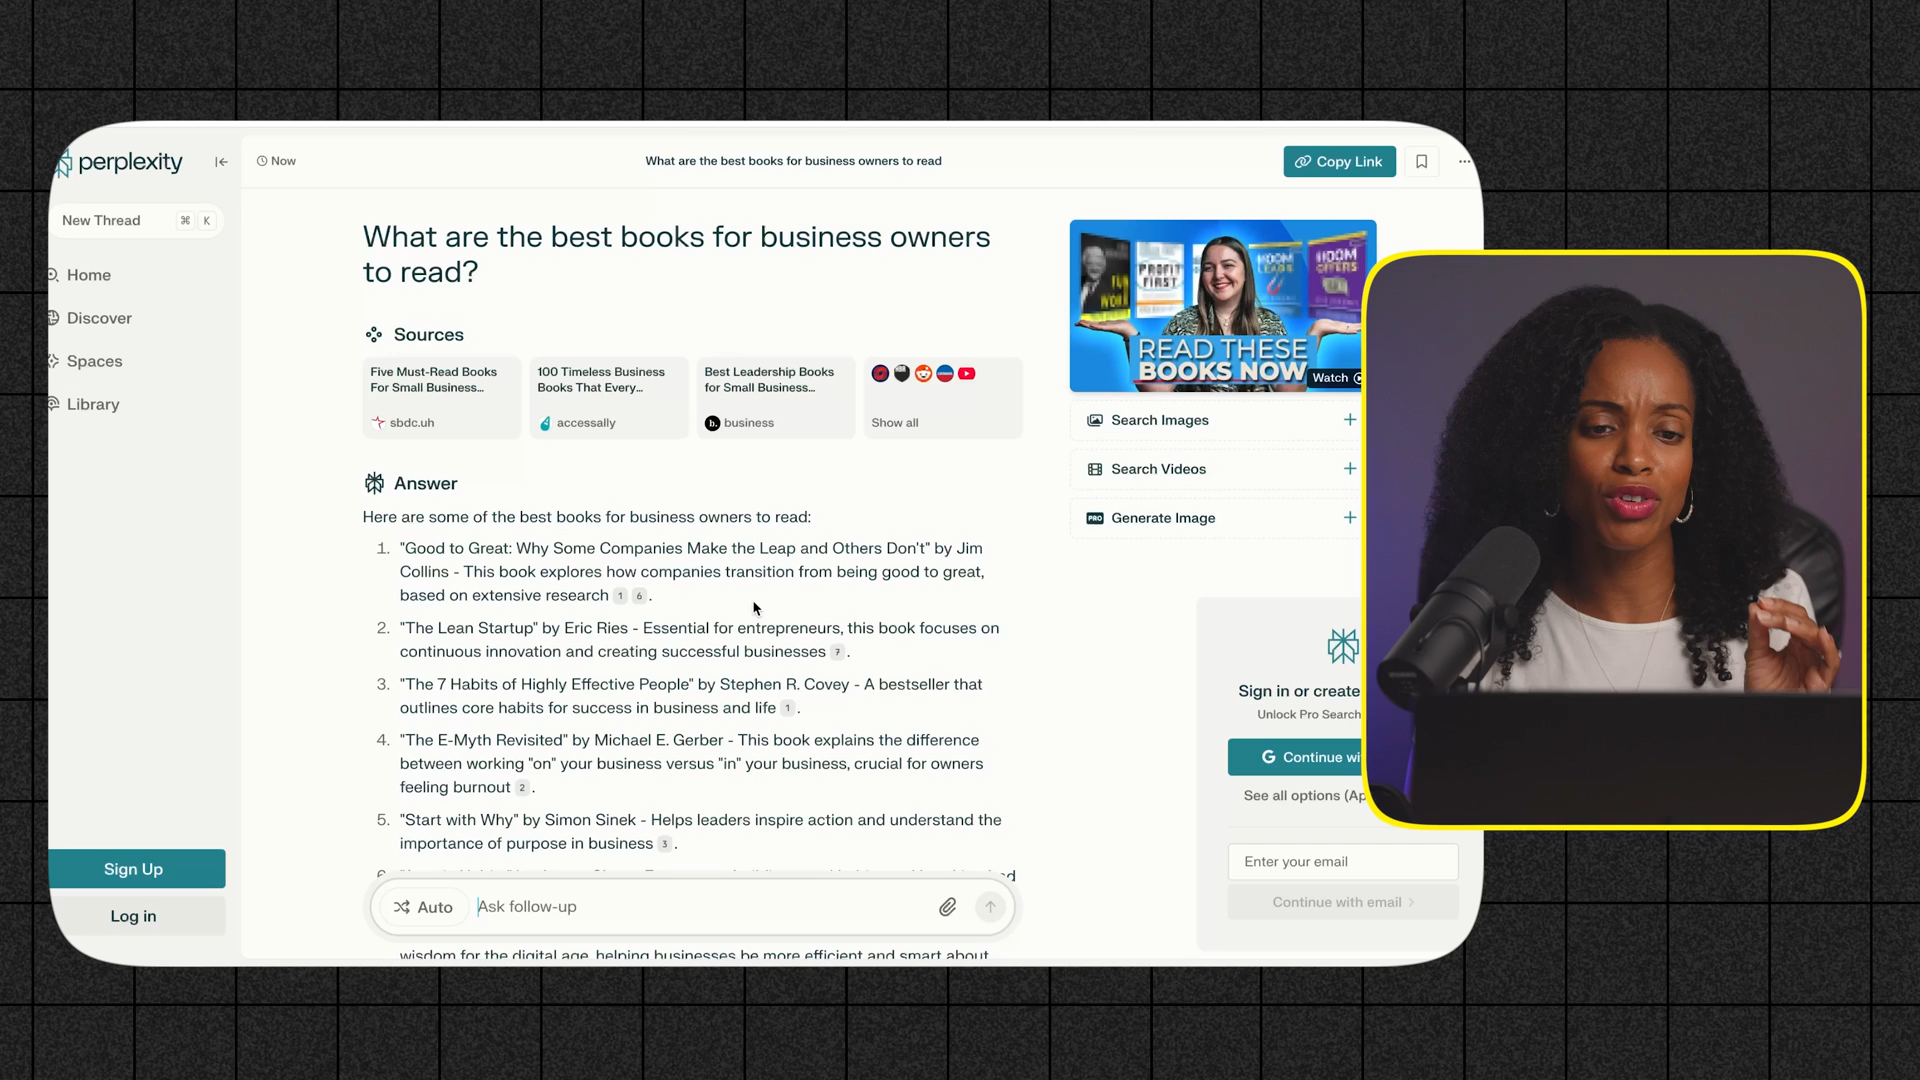 perplexity
Now
What are the best books for business owners to read
Copy Link
New Thread
⌘ K
Home
Discover
Spaces
Library
Sign Up
Log in
What are the best books for business owners
to read?
Sources
Five Must-Read Books
For Small Business...
sbdc.uh
100 Timeless Business
Books That Every...
accessally
Best Leadership Books
for Small Business...
b. business
Show all
Answer
Here are some of the best books for business owners to read:
1. "Good to Great: Why Some Companies Make the Leap and Others Don't" by Jim
Collins - This book explores how companies transition from being good to great,
based on extensive research 1 6 .
2. "The Lean Startup" by Eric Ries - Essential for entrepreneurs, this book focuses on
continuous innovation and creating successful businesses 7 .
3. "The 7 Habits of Highly Effective People" by Stephen R. Covey - A bestseller that
outlines core habits for success in business and life 1 .
4. "The E-Myth Revisited" by Michael E. Gerber - This book explains the difference
between working "on" your business versus "in" your business, crucial for owners
feeling burnout 2 .
5. "Start with Why" by Simon Sinek - Helps leaders inspire action and understand the
importance of purpose in business 3 .
Auto
Ask follow-up
wisdom for the digital age, helping businesses be more efficient and smart about
PROFIT
FIRST
READ THESE
BOOKS NOW
Watch
Search Images
Search Videos
PRO Generate Image
Sign in or create
Unlock Pro Search
G Continue wi
See all options (Ap
Enter your email
Continue with email